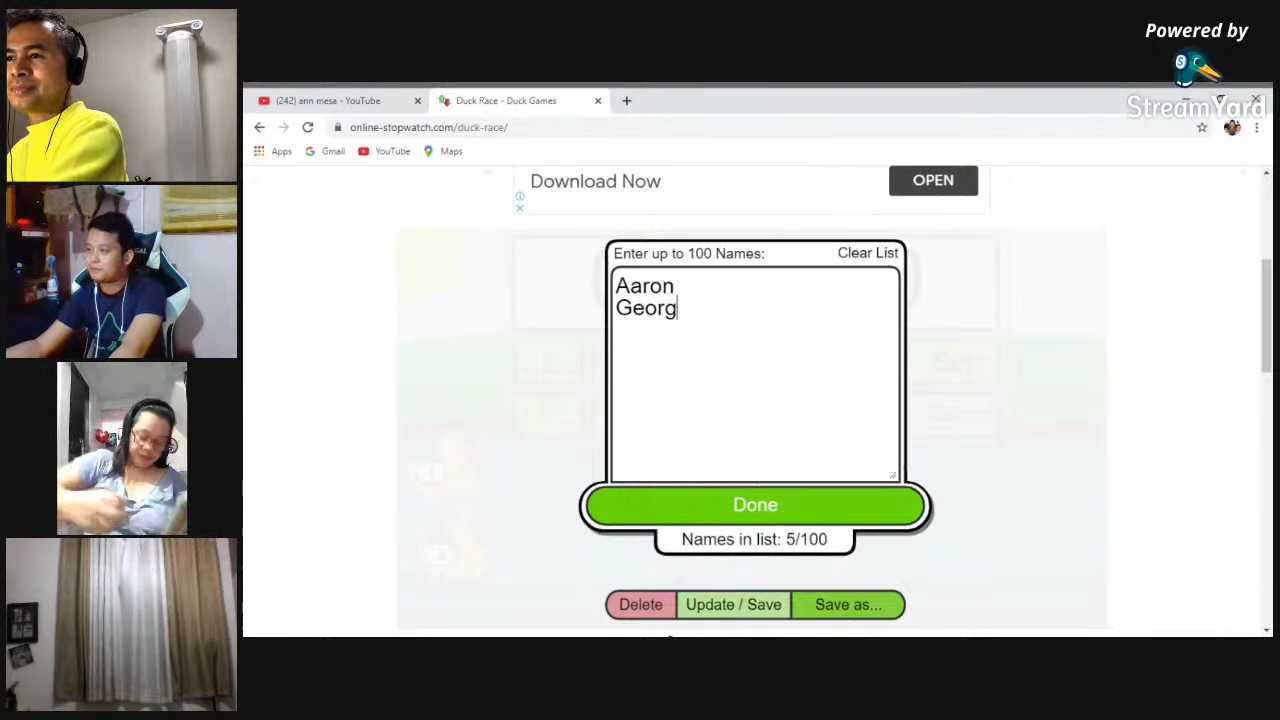 Powered by
StreamYard
(242) ann mesa - YouTube
Duck Race - Duck Games
online-stopwatch.com/duck-race/
Apps
Gmail
YouTube
Maps
Download Now
OPEN
Enter up to 100 Names:
Clear List
Aaron
Georg
Done
Names in list: 5/100
Delete
Update / Save
Save as...